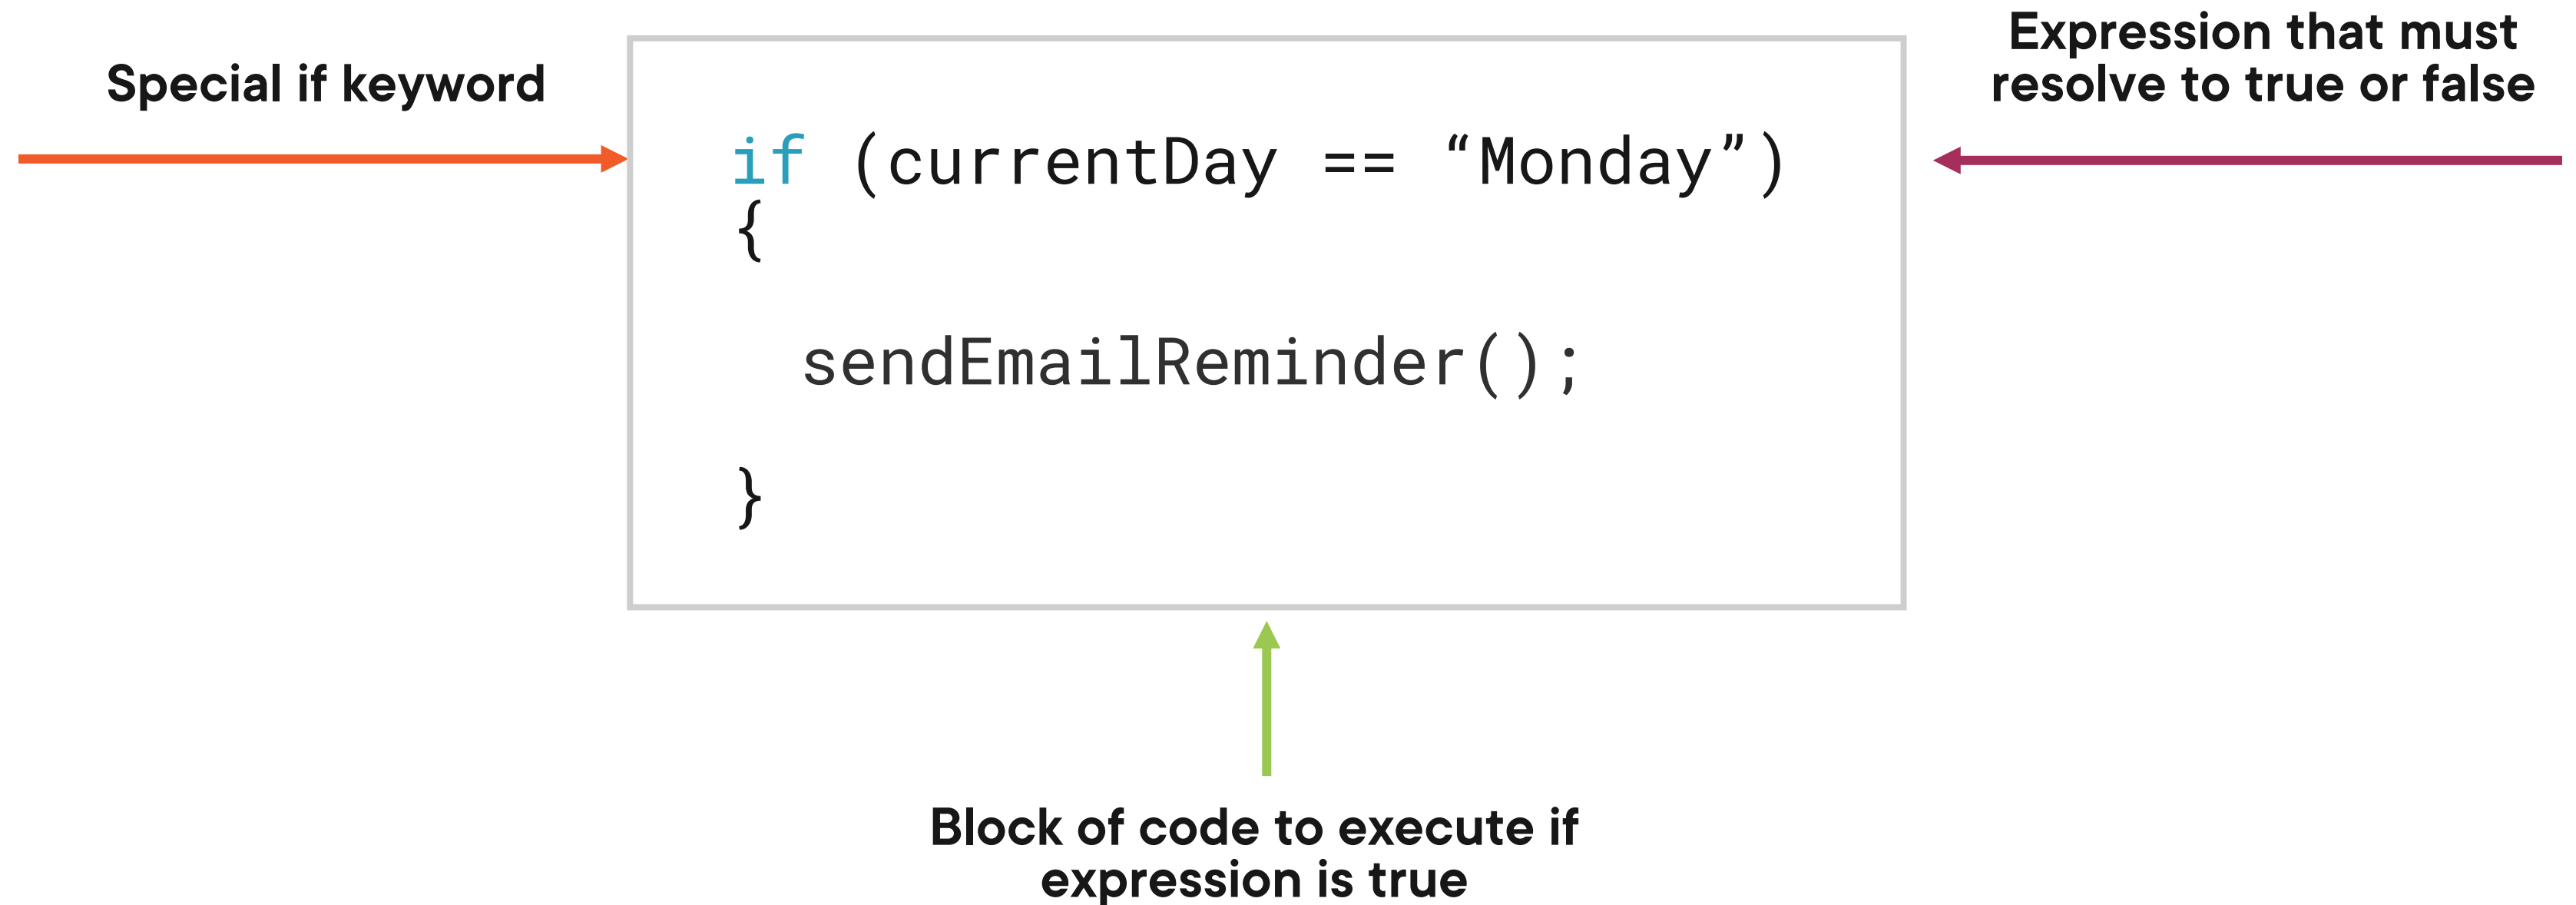 Special if keyword
Expression that must
resolve to true or false
if (currentDay == “Monday”)
{
sendEmailReminder();
}
Block of code to execute if
expression is true